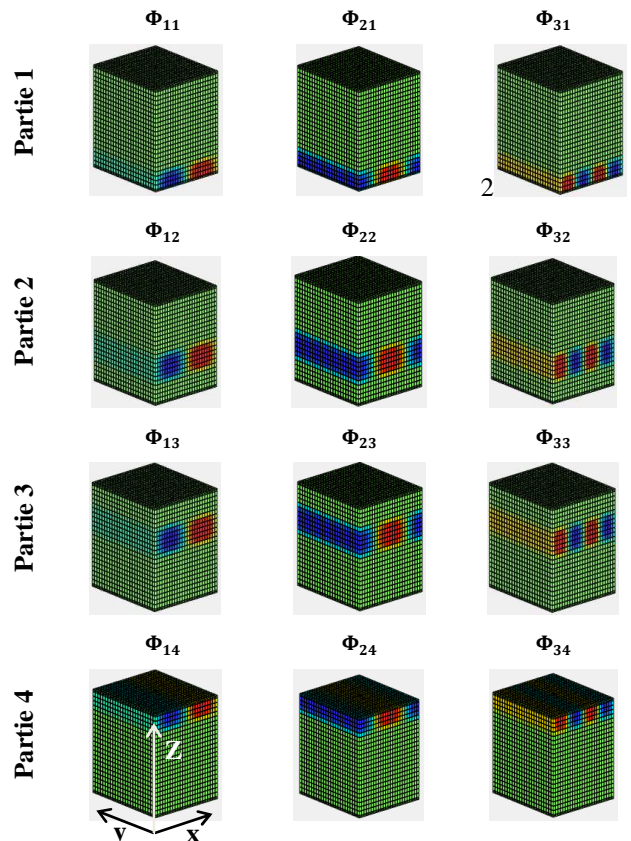 Φ₁₁ Φ₂₁ Φ₃₁
Partie 1
2
Φ₁₂ Φ₂₂ Φ₃₂
Partie 2
Φ₁₃ Φ₂₃ Φ₃₃
Partie 3
Φ₁₄ Φ₂₄ Φ₃₄
Partie 4
Z
v x